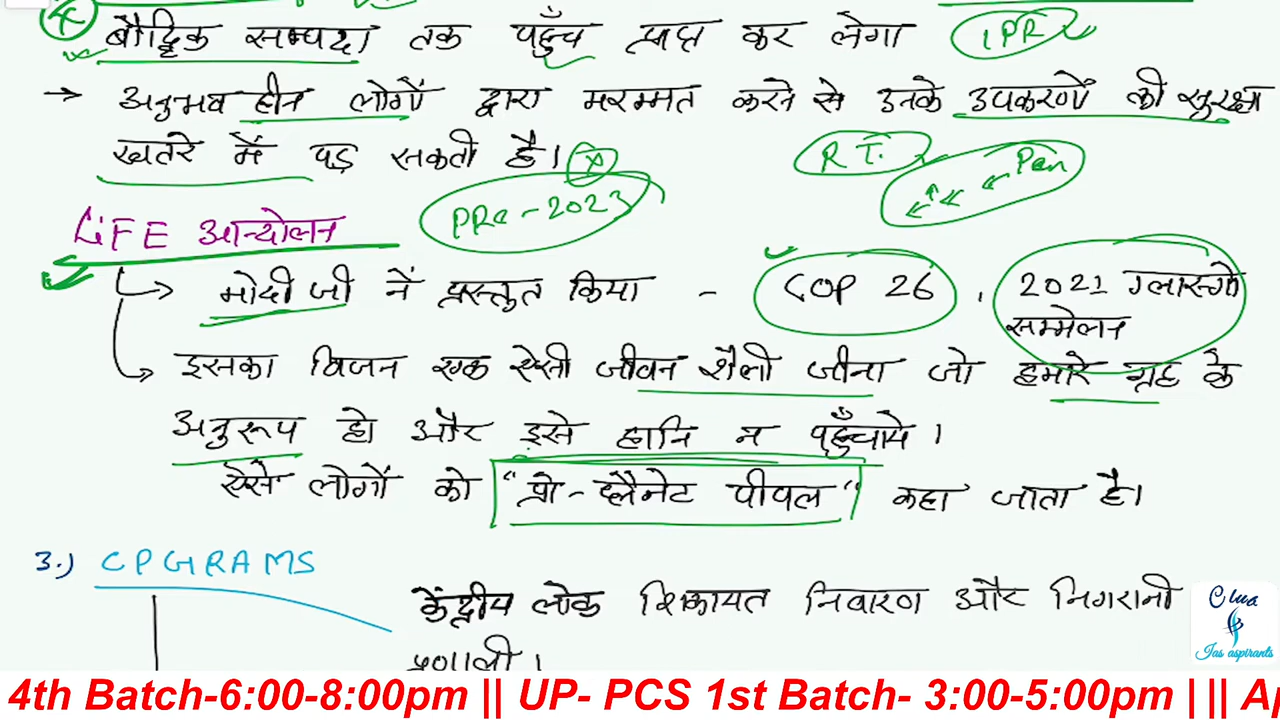 बौद्धिक सम्पदा तक पहुँच प्राप्त कर लेगा IPR
→ अनुभव हीन लोगों द्वारा मरम्मत करने से उनके उपकरणों की सुरक्षा
खतरे में पड़ सकती है। R T. Pen
LiFE आन्दोलन PRe-2023
मोदी जी ने प्रस्तुत किया - COP 26, 2021 ग्लास्गो
सम्मेलन
इसका विजन एक ऐसी जीवन शैली जीना जो हमारे ग्रह के
अनुरूप हो और इसे हानि न पहुँचाये।
ऐसे लोगों को "प्रो-प्लैनेट पीपल" कहा जाता है।
3.) CPGRAMS
केंद्रीय लोक शिकायत निवारण और निगरानी
प्रणाली।
Clue
Ias aspirants
4th Batch-6:00-8:00pm || UP- PCS 1st Batch- 3:00-5:00pm | || Ap